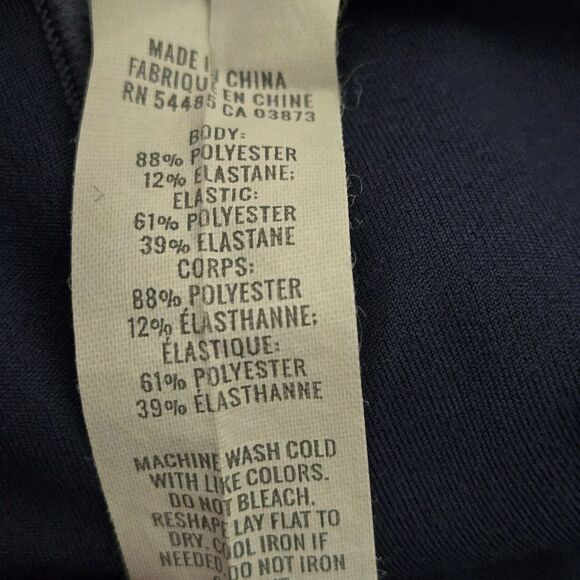 MADE IN CHINA
FABRIQUÉ EN CHINE
RN 54485 CA 03873
BODY:
88% POLYESTER
12% ELASTANE;
ELASTIC:
61% POLYESTER
39% ELASTANE
CORPS:
88% POLYESTER
12% ÉLASTHANNE;
ÉLASTIQUE:
61% POLYESTER
39% ÉLASTHANNE
MACHINE WASH COLD
WITH LIKE COLORS.
DO NOT BLEACH.
RESHAPE LAY FLAT TO
DRY. COOL IRON IF
NEEDED. DO NOT IRON